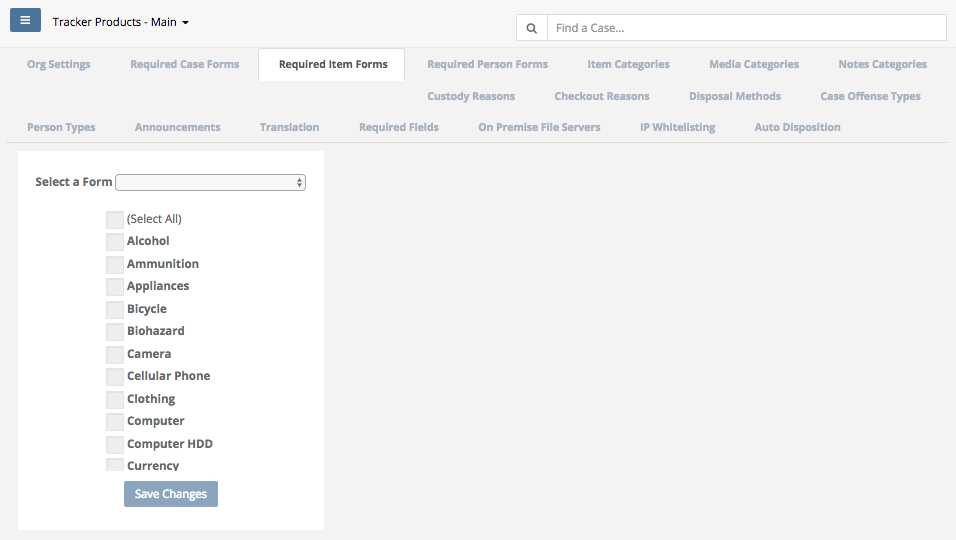 Tracker Products - Main
Find a Case...
Org Settings Required Case Forms Required Item Forms Required Person Forms Item Categories Media Categories Notes Categories
Custody Reasons Checkout Reasons Disposal Methods Case Offense Types
Person Types Announcements Translation Required Fields On Premise File Servers IP Whitelisting Auto Disposition
Select a Form
(Select All)
Alcohol
Ammunition
Appliances
Bicycle
Biohazard
Camera
Cellular Phone
Clothing
Computer
Computer HDD
Currency
Save Changes